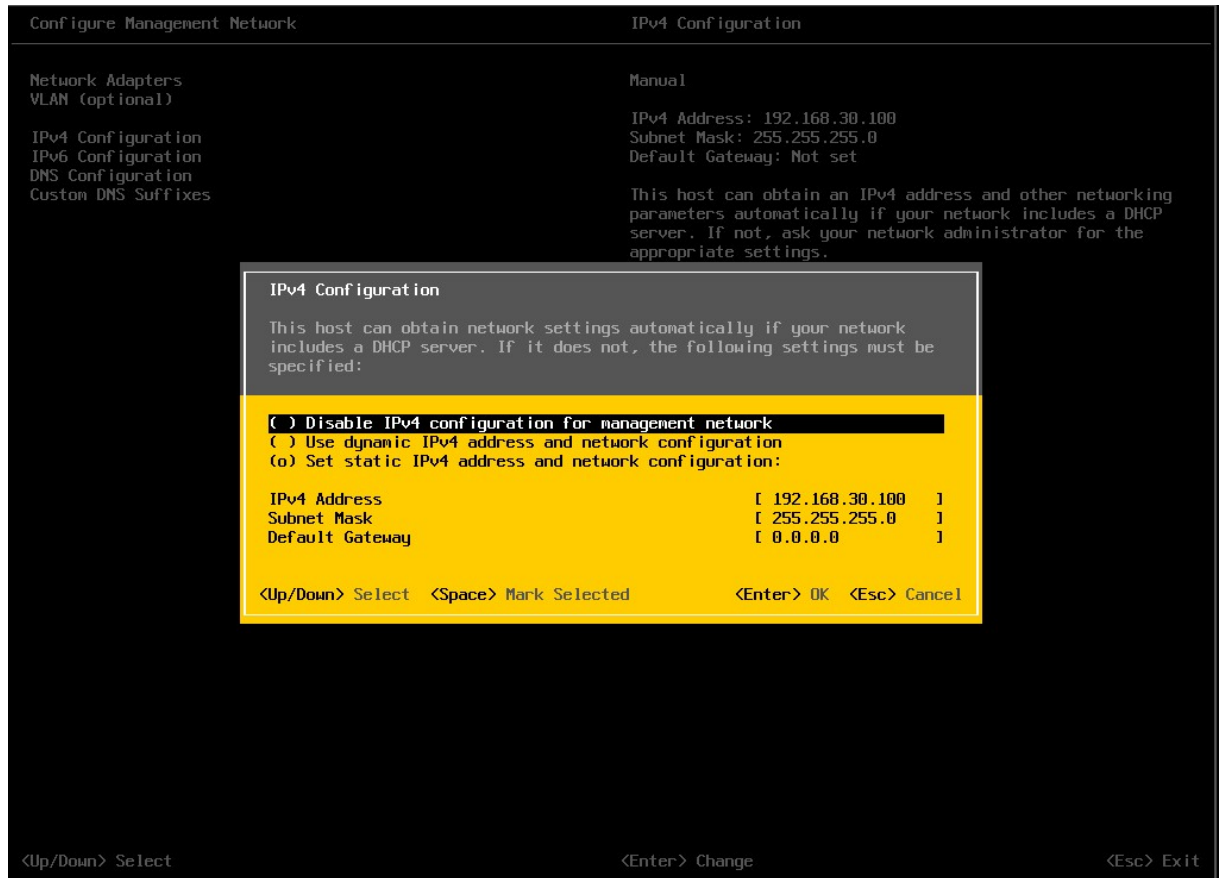 Configure Management Network
IPv4 Configuration
Network Adapters
VLAN (optional)
IPv4 Configuration
IPv6 Configuration
DNS Configuration
Custom DNS Suffixes
Manual
IPv4 Address: 192.168.30.100
Subnet Mask: 255.255.255.0
Default Gateway: Not set
This host can obtain an IPv4 address and other networking
parameters automatically if your network includes a DHCP
server. If not, ask your network administrator for the
appropriate settings.
IPv4 Configuration
This host can obtain network settings automatically if your network
includes a DHCP server. If it does not, the following settings must be
specified:
( ) Disable IPv4 configuration for management network
( ) Use dynamic IPv4 address and network configuration
(o) Set static IPv4 address and network configuration:
IPv4 Address [ 192.168.30.100 ]
Subnet Mask [ 255.255.255.0 ]
Default Gateway [ 0.0.0.0 ]
<Up/Down> Select <Space> Mark Selected <Enter> OK <Esc> Cancel
<Up/Down> Select <Enter> Change <Esc> Exit